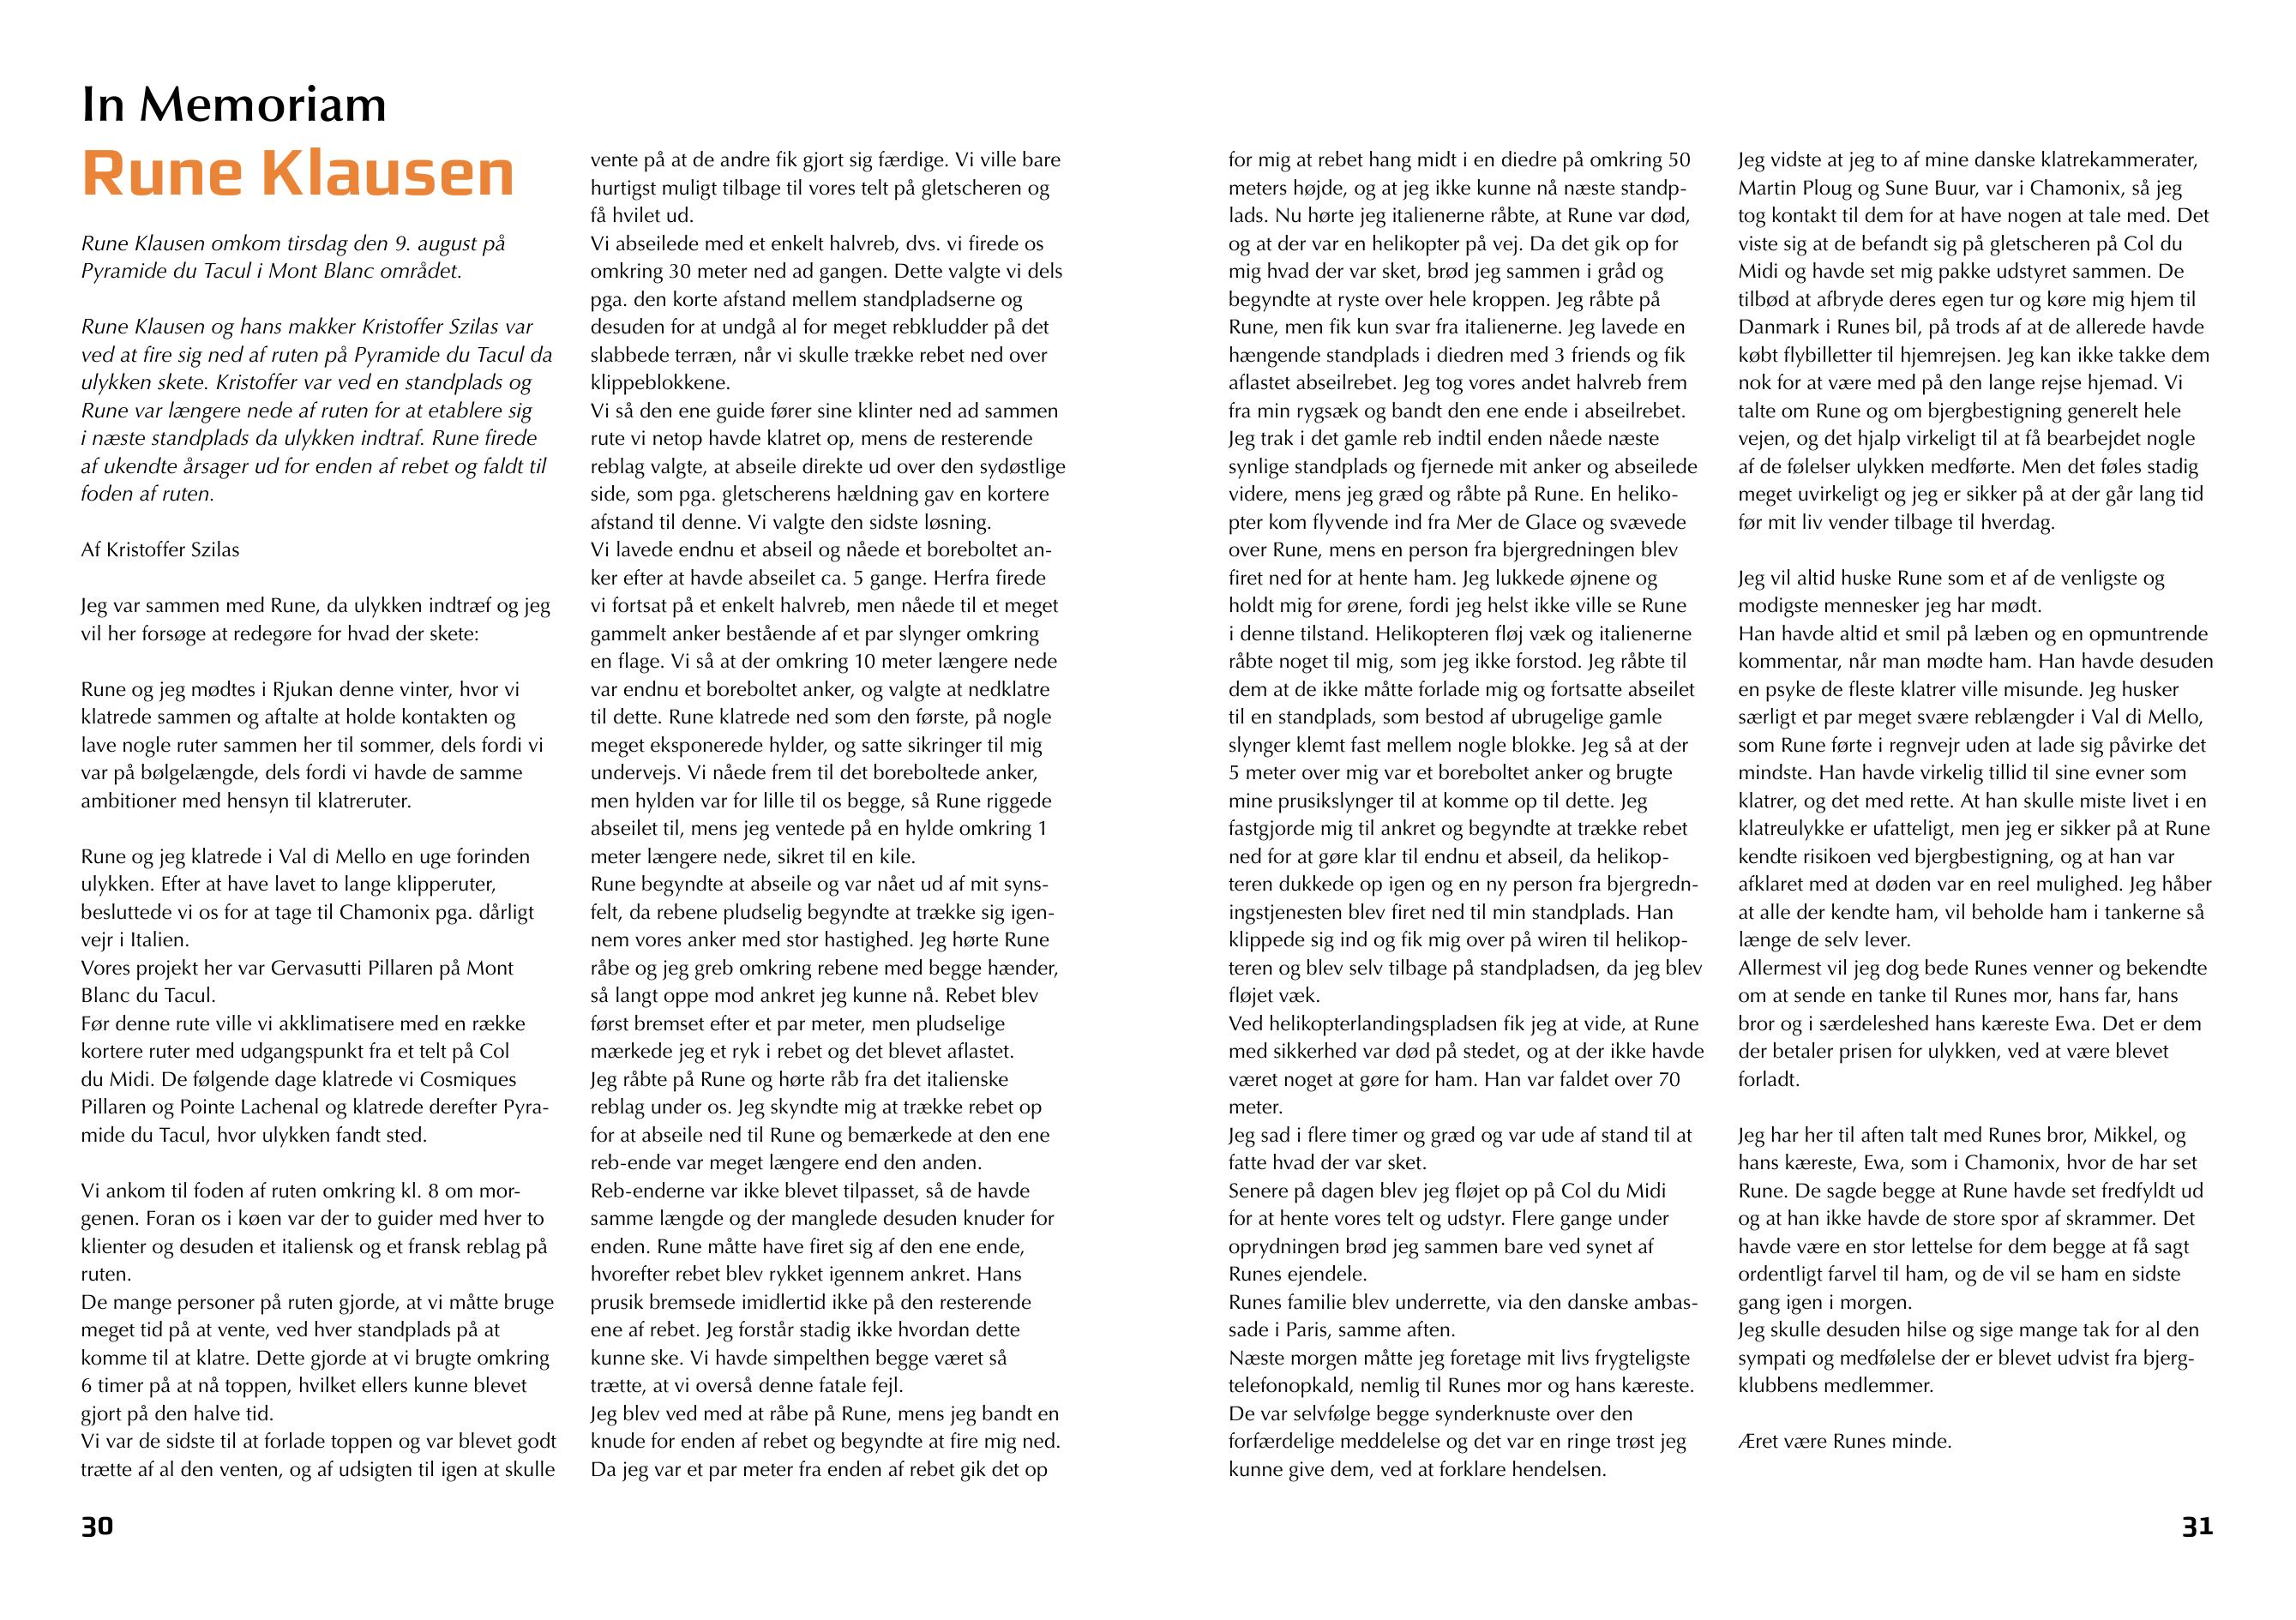 In Memoriam
Rune Klausen
Rune Klausen omkom tirsdag den 9. august på
Pyramide du Tacul i Mont Blanc området.
Rune Klausen og hans makker Kristoffer Szilas var
ved at fire sig ned af ruten på Pyramide du Tacul da
ulykken skete. Kristoffer var ved en standplads og
Rune var længere nede af ruten for at etablere sig
i næste standplads da ulykken indtraf. Rune firede
af ukendte årsager ud for enden af rebet og faldt til
foden af ruten.
Af Kristoffer Szilas
Jeg var sammen med Rune, da ulykken indtræf og jeg
vil her forsøge at redegøre for hvad der skete:
Rune og jeg mødtes i Rjukan denne vinter, hvor vi
klatrede sammen og aftalte at holde kontakten og
lave nogle ruter sammen her til sommer, dels fordi vi
var på bølgelængde, dels fordi vi havde de samme
ambitioner med hensyn til klatreruter.
Rune og jeg klatrede i Val di Mello en uge forinden
ulykken. Efter at have lavet to lange klipperuter,
besluttede vi os for at tage til Chamonix pga. dårligt
vejr i Italien.
Vores projekt her var Gervasutti Pillaren på Mont
Blanc du Tacul.
Før denne rute ville vi akklimatisere med en række
kortere ruter med udgangspunkt fra et telt på Col
du Midi. De følgende dage klatrede vi Cosmiques
Pillaren og Pointe Lachenal og klatrede derefter Pyra-
mide du Tacul, hvor ulykken fandt sted.
Vi ankom til foden af ruten omkring kl. 8 om mor-
genen. Foran os i køen var der to guider med hver to
klienter og desuden et italiensk og et fransk reblag på
ruten.
De mange personer på ruten gjorde, at vi måtte bruge
meget tid på at vente, ved hver standplads på at
komme til at klatre. Dette gjorde at vi brugte omkring
6 timer på at nå toppen, hvilket ellers kunne blevet
gjort på den halve tid.
Vi var de sidste til at forlade toppen og var blevet godt
trætte af al den venten, og af udsigten til igen at skulle
vente på at de andre fik gjort sig færdige. Vi ville bare
hurtigst muligt tilbage til vores telt på gletscheren og
få hvilet ud.
Vi abseilede med et enkelt halvreb, dvs. vi firede os
omkring 30 meter ned ad gangen. Dette valgte vi dels
pga. den korte afstand mellem standpladserne og
desuden for at undgå al for meget rebkludder på det
slabbede terræn, når vi skulle trække rebet ned over
klippeblokkene.
Vi så den ene guide fører sine klinter ned ad sammen
rute vi netop havde klatret op, mens de resterende
reblag valgte, at abseile direkte ud over den sydøstlige
side, som pga. gletscherens hældning gav en kortere
afstand til denne. Vi valgte den sidste løsning.
Vi lavede endnu et abseil og nåede et boreboltet an-
ker efter at havde abseilet ca. 5 gange. Herfra firede
vi fortsat på et enkelt halvreb, men nåede til et meget
gammelt anker bestående af et par slynger omkring
en flage. Vi så at der omkring 10 meter længere nede
var endnu et boreboltet anker, og valgte at nedklatre
til dette. Rune klatrede ned som den første, på nogle
meget eksponerede hylder, og satte sikringer til mig
undervejs. Vi nåede frem til det boreboltede anker,
men hylden var for lille til os begge, så Rune riggede
abseilet til, mens jeg ventede på en hylde omkring 1
meter længere nede, sikret til en kile.
Rune begyndte at abseile og var nået ud af mit syns-
felt, da rebene pludselig begyndte at trække sig igen-
nem vores anker med stor hastighed. Jeg hørte Rune
råbe og jeg greb omkring rebene med begge hænder,
så langt oppe mod ankret jeg kunne nå. Rebet blev
først bremset efter et par meter, men pludselige
mærkede jeg et ryk i rebet og det blevet aflastet.
Jeg råbte på Rune og hørte råb fra det italienske
reblag under os. Jeg skyndte mig at trække rebet op
for at abseile ned til Rune og bemærkede at den ene
reb-ende var meget længere end den anden.
Reb-enderne var ikke blevet tilpasset, så de havde
samme længde og der manglede desuden knuder for
enden. Rune måtte have firet sig af den ene ende,
hvorefter rebet blev rykket igennem ankret. Hans
prusik bremsede imidlertid ikke på den resterende
ene af rebet. Jeg forstår stadig ikke hvordan dette
kunne ske. Vi havde simpelthen begge været så
trætte, at vi overså denne fatale fejl.
Jeg blev ved med at råbe på Rune, mens jeg bandt en
knude for enden af rebet og begyndte at fire mig ned.
Da jeg var et par meter fra enden af rebet gik det op
for mig at rebet hang midt i en diedre på omkring 50
meters højde, og at jeg ikke kunne nå næste standp-
lads. Nu hørte jeg italienerne råbte, at Rune var død,
og at der var en helikopter på vej. Da det gik op for
mig hvad der var sket, brød jeg sammen i gråd og
begyndte at ryste over hele kroppen. Jeg råbte på
Rune, men fik kun svar fra italienerne. Jeg lavede en
hængende standplads i diedren med 3 friends og fik
aflastet abseilrebet. Jeg tog vores andet halvreb frem
fra min rygsæk og bandt den ene ende i abseilrebet.
Jeg trak i det gamle reb indtil enden nåede næste
synlige standplads og fjernede mit anker og abseilede
videre, mens jeg græd og råbte på Rune. En heliko-
pter kom flyvende ind fra Mer de Glace og svævede
over Rune, mens en person fra bjergredningen blev
firet ned for at hente ham. Jeg lukkede øjnene og
holdt mig for ørene, fordi jeg helst ikke ville se Rune
i denne tilstand. Helikopteren fløj væk og italienerne
råbte noget til mig, som jeg ikke forstod. Jeg råbte til
dem at de ikke måtte forlade mig og fortsatte abseilet
til en standplads, som bestod af ubrugelige gamle
slynger klemt fast mellem nogle blokke. Jeg så at der
5 meter over mig var et boreboltet anker og brugte
mine prusikslynger til at komme op til dette. Jeg
fastgjorde mig til ankret og begyndte at trække rebet
ned for at gøre klar til endnu et abseil, da helikop-
teren dukkede op igen og en ny person fra bjergredn-
ingstjenesten blev firet ned til min standplads. Han
klippede sig ind og fik mig over på wiren til helikop-
teren og blev selv tilbage på standpladsen, da jeg blev
fløjet væk.
Ved helikopterlandingspladsen fik jeg at vide, at Rune
med sikkerhed var død på stedet, og at der ikke havde
været noget at gøre for ham. Han var faldet over 70
meter.
Jeg sad i flere timer og græd og var ude af stand til at
fatte hvad der var sket.
Senere på dagen blev jeg fløjet op på Col du Midi
for at hente vores telt og udstyr. Flere gange under
oprydningen brød jeg sammen bare ved synet af
Runes ejendele.
Runes familie blev underrette, via den danske ambas-
sade i Paris, samme aften.
Næste morgen måtte jeg foretage mit livs frygteligste
telefonopkald, nemlig til Runes mor og hans kæreste.
De var selvfølge begge synderknuste over den
forfærdelige meddelelse og det var en ringe trøst jeg
kunne give dem, ved at forklare hendelsen.
Jeg vidste at jeg to af mine danske klatrekammerater,
Martin Ploug og Sune Buur, var i Chamonix, så jeg
tog kontakt til dem for at have nogen at tale med. Det
viste sig at de befandt sig på gletscheren på Col du
Midi og havde set mig pakke udstyret sammen. De
tilbød at afbryde deres egen tur og køre mig hjem til
Danmark i Runes bil, på trods af at de allerede havde
købt flybilletter til hjemrejsen. Jeg kan ikke takke dem
nok for at være med på den lange rejse hjemad. Vi
talte om Rune og om bjergbestigning generelt hele
vejen, og det hjalp virkeligt til at få bearbejdet nogle
af de følelser ulykken medførte. Men det føles stadig
meget uvirkeligt og jeg er sikker på at der går lang tid
før mit liv vender tilbage til hverdag.
Jeg vil altid huske Rune som et af de venligste og
modigste mennesker jeg har mødt.
Han havde altid et smil på læben og en opmuntrende
kommentar, når man mødte ham. Han havde desuden
en psyke de fleste klatrer ville misunde. Jeg husker
særligt et par meget svære reblængder i Val di Mello,
som Rune førte i regnvejr uden at lade sig påvirke det
mindste. Han havde virkelig tillid til sine evner som
klatrer, og det med rette. At han skulle miste livet i en
klatreulykke er ufatteligt, men jeg er sikker på at Rune
kendte risikoen ved bjergbestigning, og at han var
afklaret med at døden var en reel mulighed. Jeg håber
at alle der kendte ham, vil beholde ham i tankerne så
længe de selv lever.
Allermest vil jeg dog bede Runes venner og bekendte
om at sende en tanke til Runes mor, hans far, hans
bror og i særdeleshed hans kæreste Ewa. Det er dem
der betaler prisen for ulykken, ved at være blevet
forladt.
Jeg har her til aften talt med Runes bror, Mikkel, og
hans kæreste, Ewa, som i Chamonix, hvor de har set
Rune. De sagde begge at Rune havde set fredfyldt ud
og at han ikke havde de store spor af skrammer. Det
havde være en stor lettelse for dem begge at få sagt
ordentligt farvel til ham, og de vil se ham en sidste
gang igen i morgen.
Jeg skulle desuden hilse og sige mange tak for al den
sympati og medfølelse der er blevet udvist fra bjerg-
klubbens medlemmer.
Æret være Runes minde.
30
31